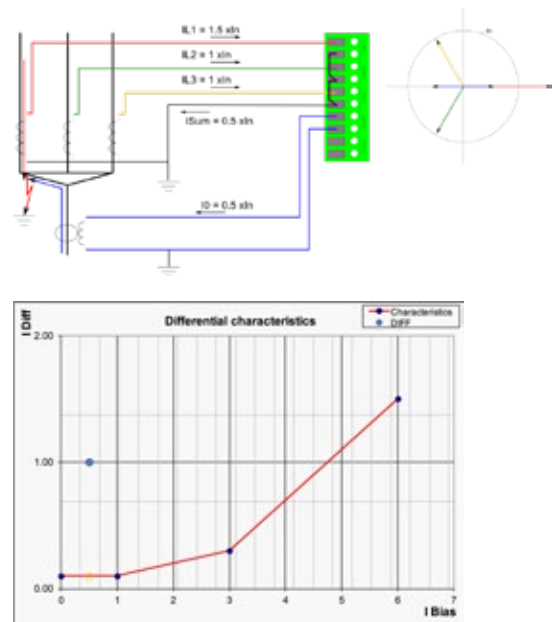 IL1 = 1.5 xIn
IL2 = 1 xIn
IL3 = 1 xIn
ISum = 0.5 xIn
I0 = 0.5 xIn
Differential characteristics
Characteristics
DIFF
I Diff
2.00
1.00
0.00
0 1 2 3 4 5 6 7
I Bias